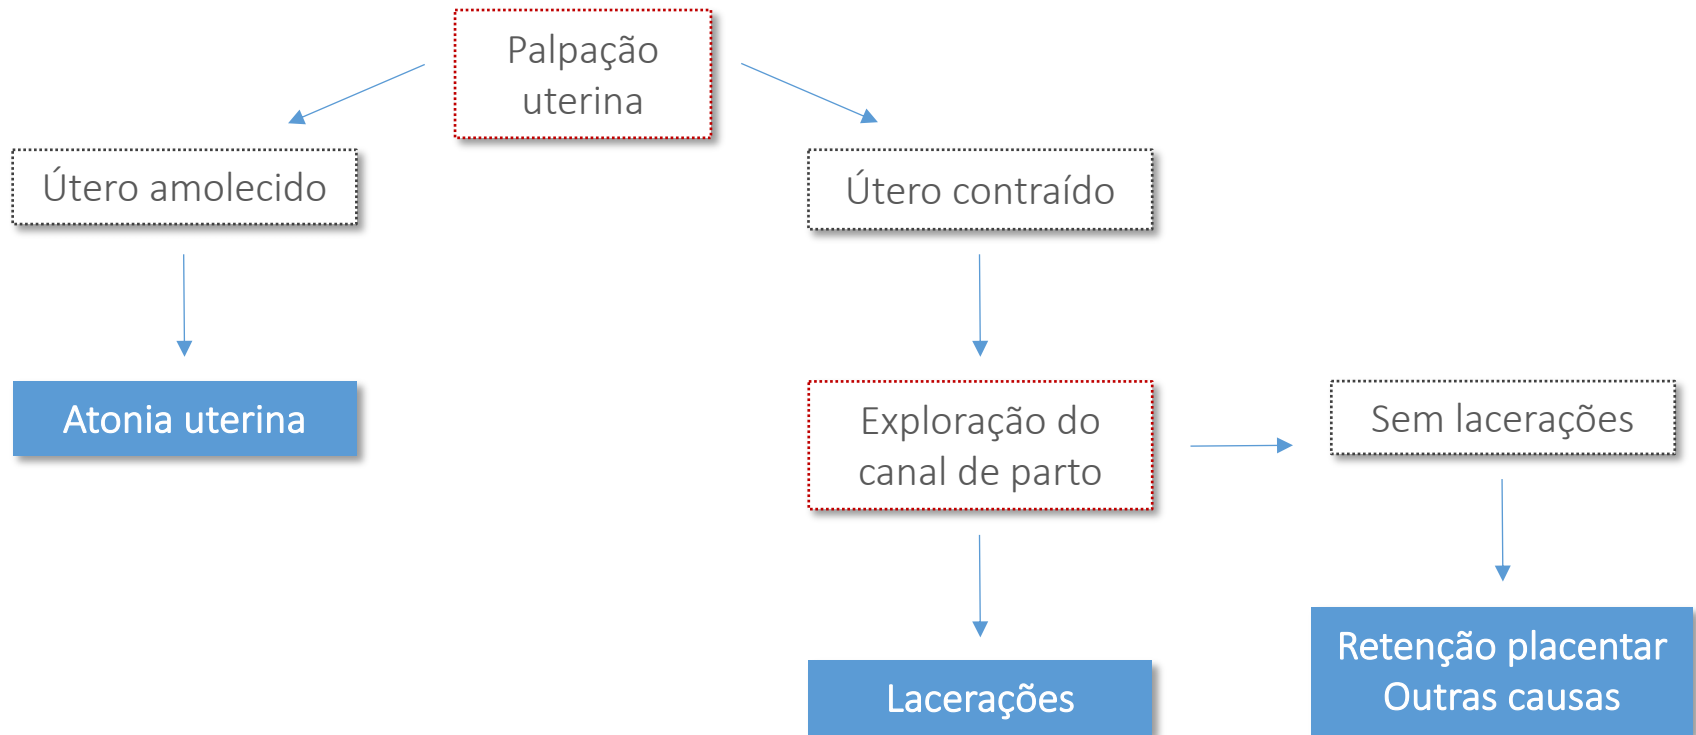 Palpação
uterina
Útero amolecido
Útero contraído
Atonia uterina
Exploração do
canal de parto
Sem lacerações
Lacerações
Retenção placentar
Outras causas